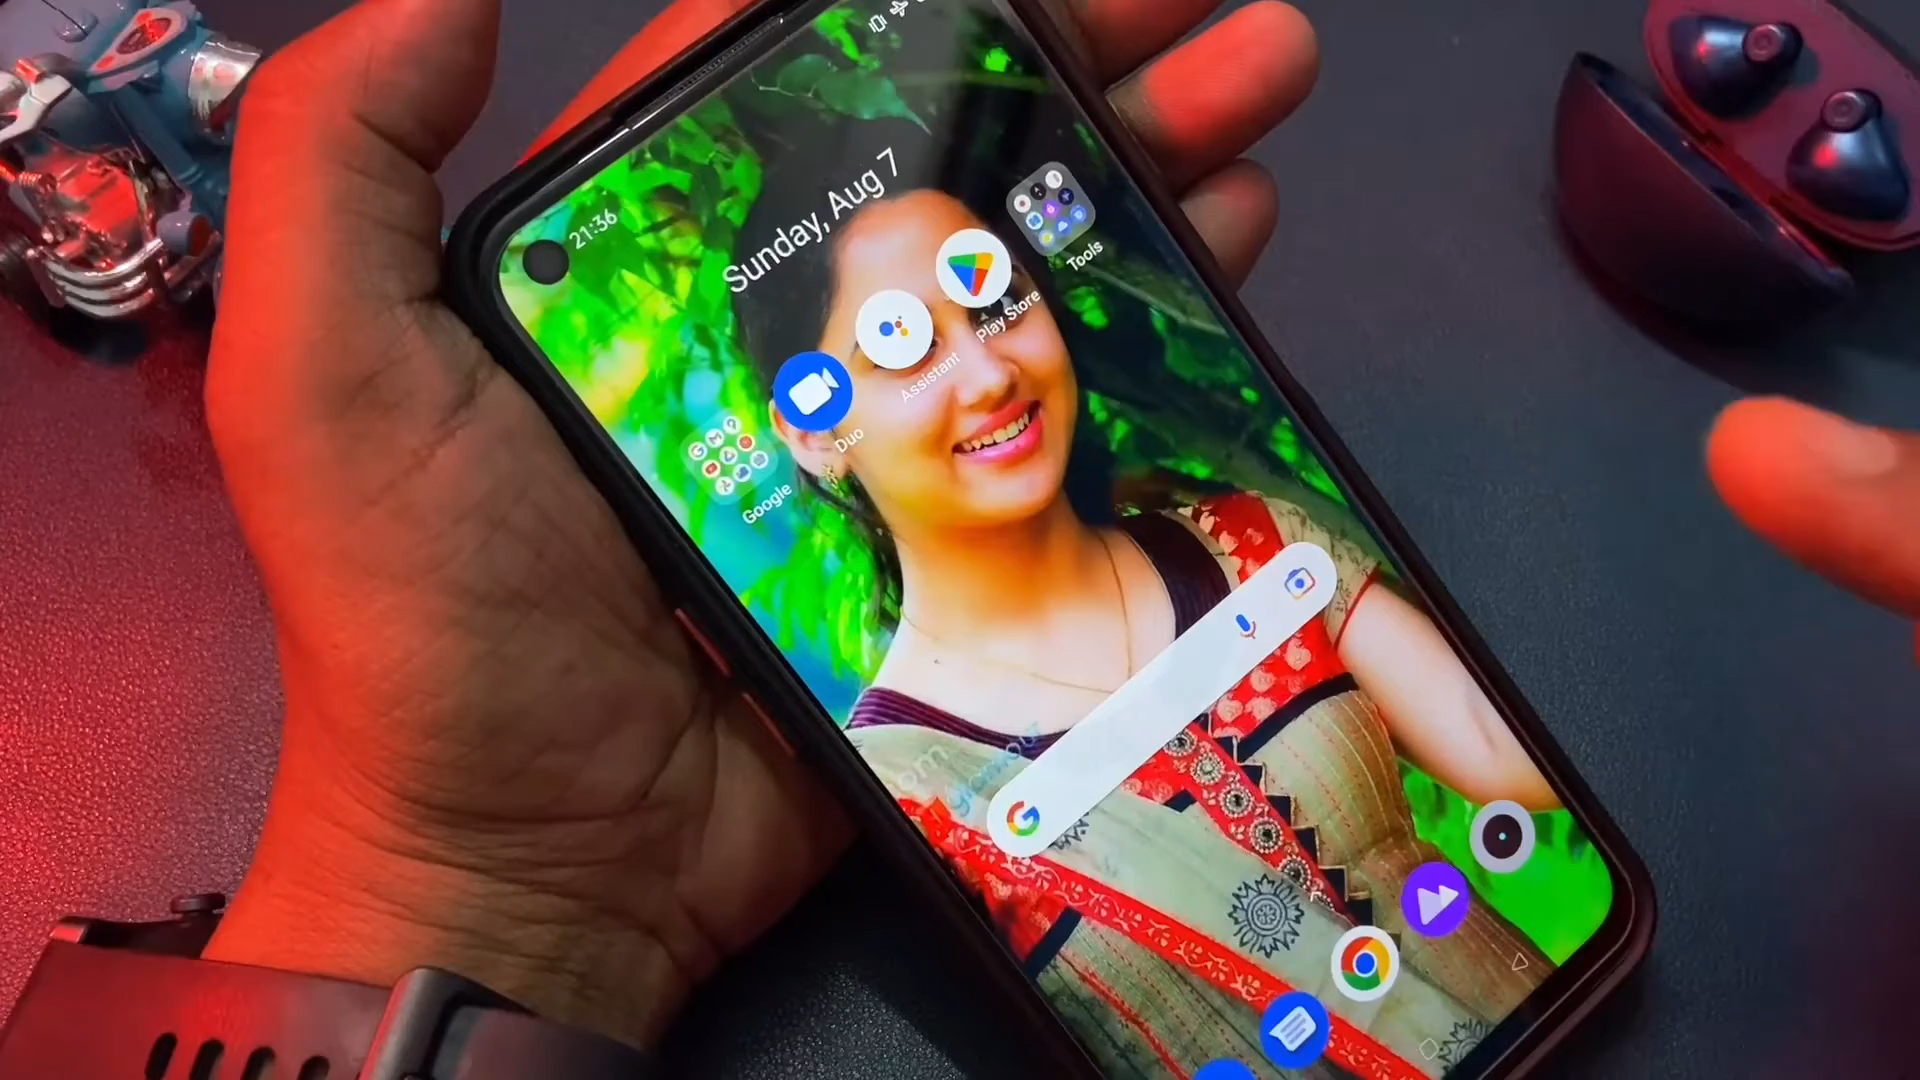 21:36
Sunday, Aug 7
Google
Duo
Assistant
Play Store
Tools